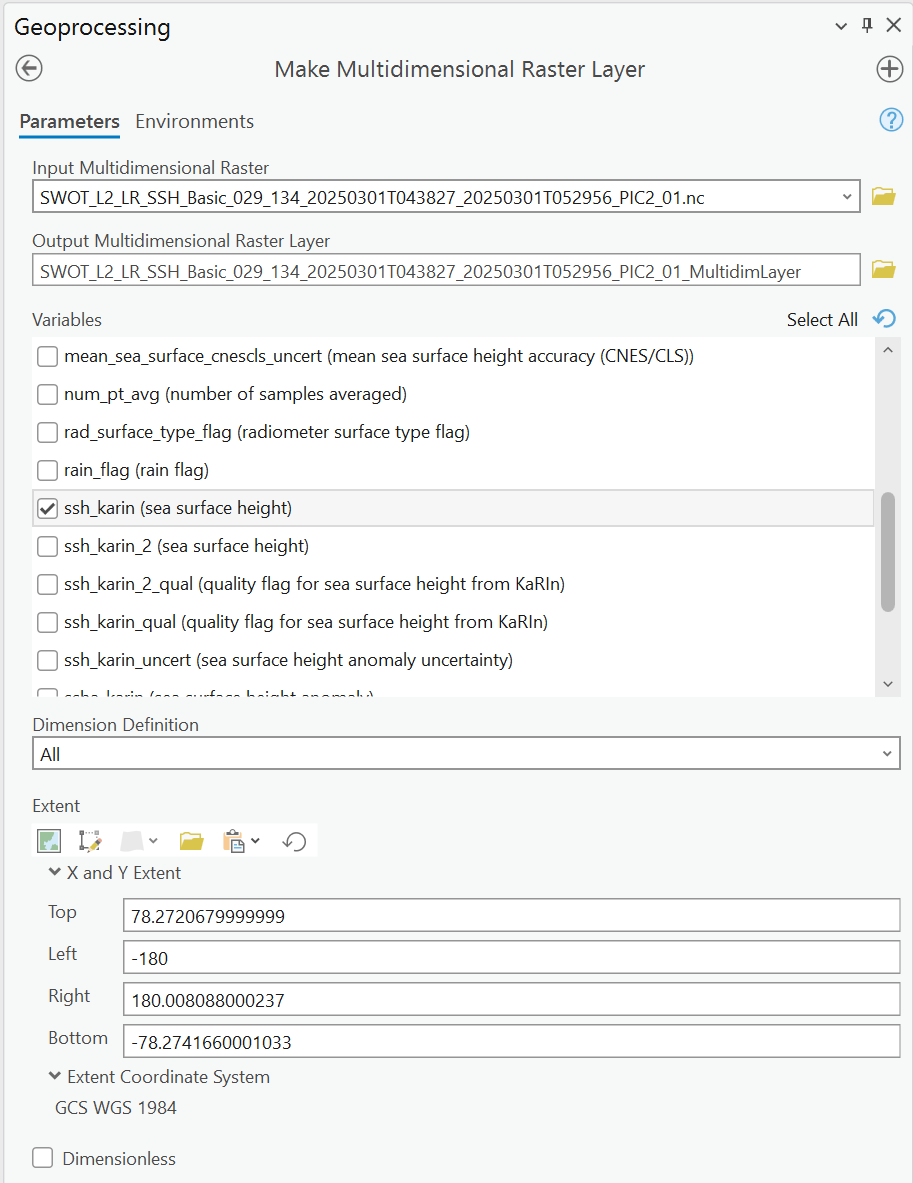 Geoprocessing
Make Multidimensional Raster Layer
Parameters Environments
Input Multidimensional Raster
SWOT_L2_LR_SSH_Basic_029_134_20250301T043827_20250301T052956_PIC2_01.nc
Output Multidimensional Raster Layer
SWOT_L2_LR_SSH_Basic_029_134_20250301T043827_20250301T052956_PIC2_01_MultidimLayer
Variables Select All
mean_sea_surface_cnescls_uncert (mean sea surface height accuracy (CNES/CLS))
num_pt_avg (number of samples averaged)
rad_surface_type_flag (radiometer surface type flag)
rain_flag (rain flag)
ssh_karin (sea surface height)
ssh_karin_2 (sea surface height)
ssh_karin_2_qual (quality flag for sea surface height from KaRIn)
ssh_karin_qual (quality flag for sea surface height from KaRIn)
ssh_karin_uncert (sea surface height anomaly uncertainty)
ssha_karin (sea surface height anomaly)
Dimension Definition
All
Extent
X and Y Extent
Top 78.2720679999999
Left -180
Right 180.008088000237
Bottom -78.2741660001033
Extent Coordinate System
GCS WGS 1984
Dimensionless